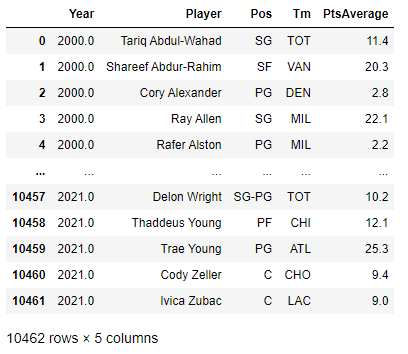 Year Player Pos Tm PtsAverage
0 2000.0 Tariq Abdul-Wahad SG TOT 11.4
1 2000.0 Shareef Abdur-Rahim SF VAN 20.3
2 2000.0 Cory Alexander PG DEN 2.8
3 2000.0 Ray Allen SG MIL 22.1
4 2000.0 Rafer Alston PG MIL 2.2
... ... ... ... ... ...
10457 2021.0 Delon Wright SG-PG TOT 10.2
10458 2021.0 Thaddeus Young PF CHI 12.1
10459 2021.0 Trae Young PG ATL 25.3
10460 2021.0 Cody Zeller C CHO 9.4
10461 2021.0 Ivica Zubac C LAC 9.0
10462 rows × 5 columns